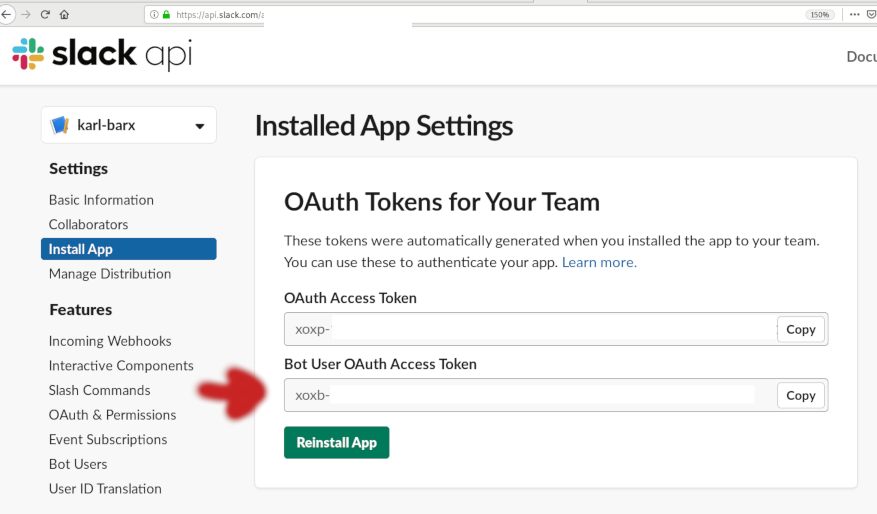 https://api.slack.com/a
150%
slack api
Docu
karl-barx
Installed App Settings
Settings
Basic Information
Collaborators
Install App
Manage Distribution
Features
Incoming Webhooks
Interactive Components
Slash Commands
OAuth & Permissions
Event Subscriptions
Bot Users
User ID Translation
OAuth Tokens for Your Team
These tokens were automatically generated when you installed the app to your team.
You can use these to authenticate your app. Learn more.
OAuth Access Token
xoxp-
Copy
Bot User OAuth Access Token
xoxb-
Copy
Reinstall App